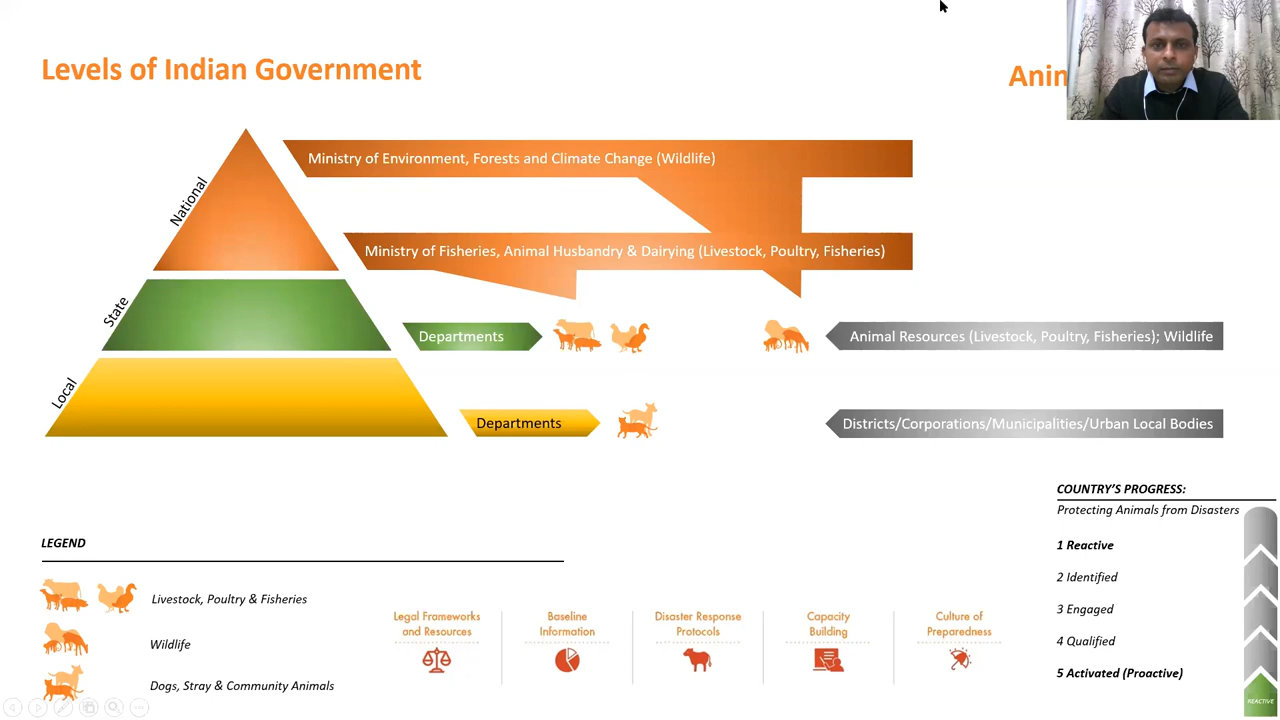 Levels of Indian Government
Anim
National
Ministry of Environment, Forests and Climate Change (Wildlife)
Ministry of Fisheries, Animal Husbandry & Dairying (Livestock, Poultry, Fisheries)
State
Departments
Animal Resources (Livestock, Poultry, Fisheries); Wildlife
Local
Departments
Districts/Corporations/Municipalities/Urban Local Bodies
COUNTRY'S PROGRESS:
Protecting Animals from Disasters
1 Reactive
2 Identified
3 Engaged
4 Qualified
5 Activated (Proactive)
REACTIVE
LEGEND
Livestock, Poultry & Fisheries
Wildlife
Dogs, Stray & Community Animals
Legal Frameworks
and Resources
Baseline
Information
Disaster Response
Protocols
Capacity
Building
Culture of
Preparedness